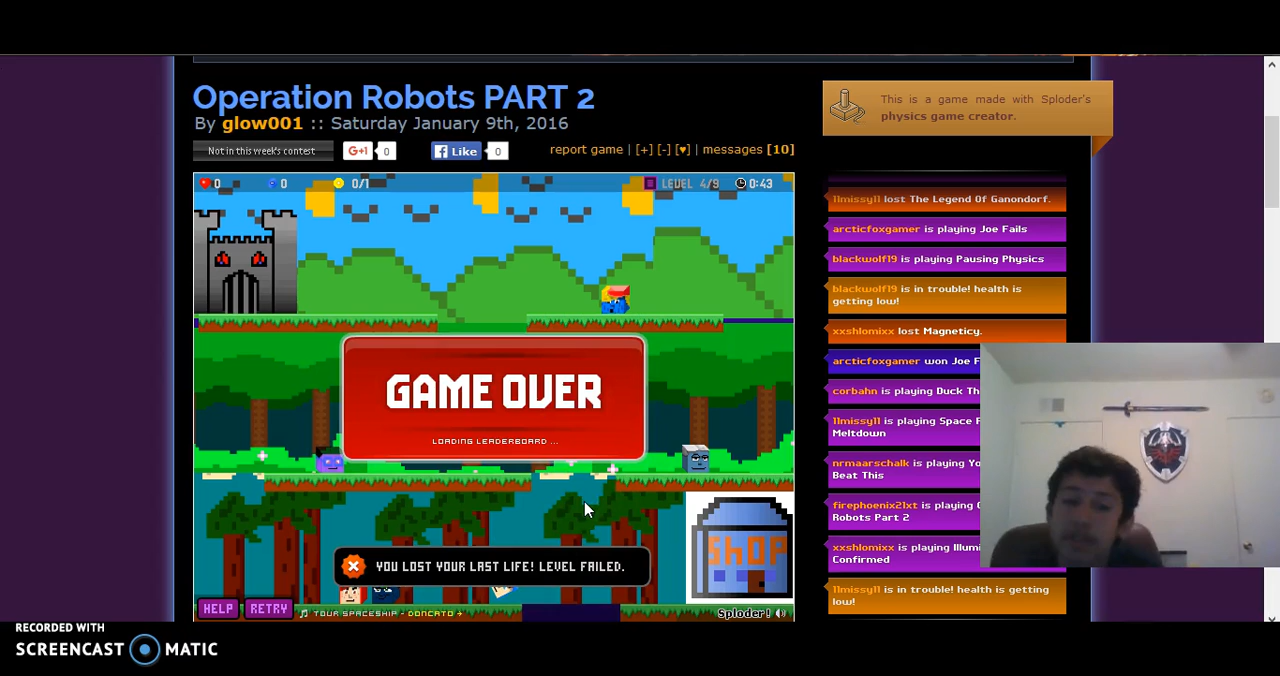 Operation Robots PART 2
By glow001 :: Saturday January 9th, 2016
Not in this week's contest
G+1 0
Like 0
report game | [+] [-] [♥] | messages [10]
This is a game made with Sploder's
physics game creator.
0 0 0/1 LEVEL 4/9 0:43
GAME OVER
LOADING LEADERBOARD ...
SHOP
YOU LOST YOUR LAST LIFE! LEVEL FAILED.
HELP RETRY TOUR SPACESHIP - DONCATO Sploder!
11missy11 lost The Legend Of Ganondorf.
arcticfoxgamer is playing Joe Fails
blackwolf19 is playing Pausing Physics
blackwolf19 is in trouble! health is
getting low!
xxshlomixx lost Magneticy.
arcticfoxgamer won Joe F
corbahn is playing Duck Th
11missy11 is playing Space
Meltdown
nrmaarschalk is playing Yo
Beat This
firephoenix21xt is playing
Robots Part 2
xxshlomixx is playing Illumi
Confirmed
11missy11 is in trouble! health is getting
low!
RECORDED WITH
SCREENCAST MATIC